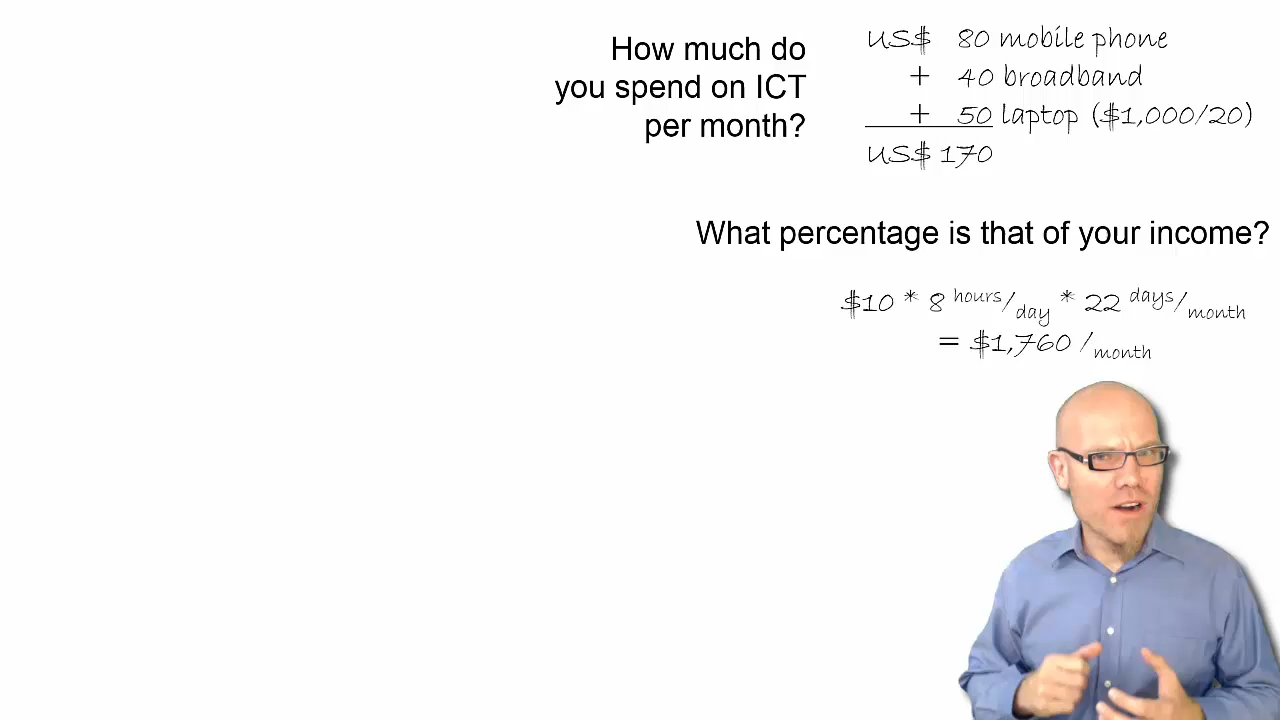 How much do
you spend on ICT
per month?
US$ 80 mobile phone
+ 40 broadband
+ 50 laptop ($1,000/20)
US$ 170
What percentage is that of your income?
$10 * 8 hours/day * 22 days/month
= $1,760 /month